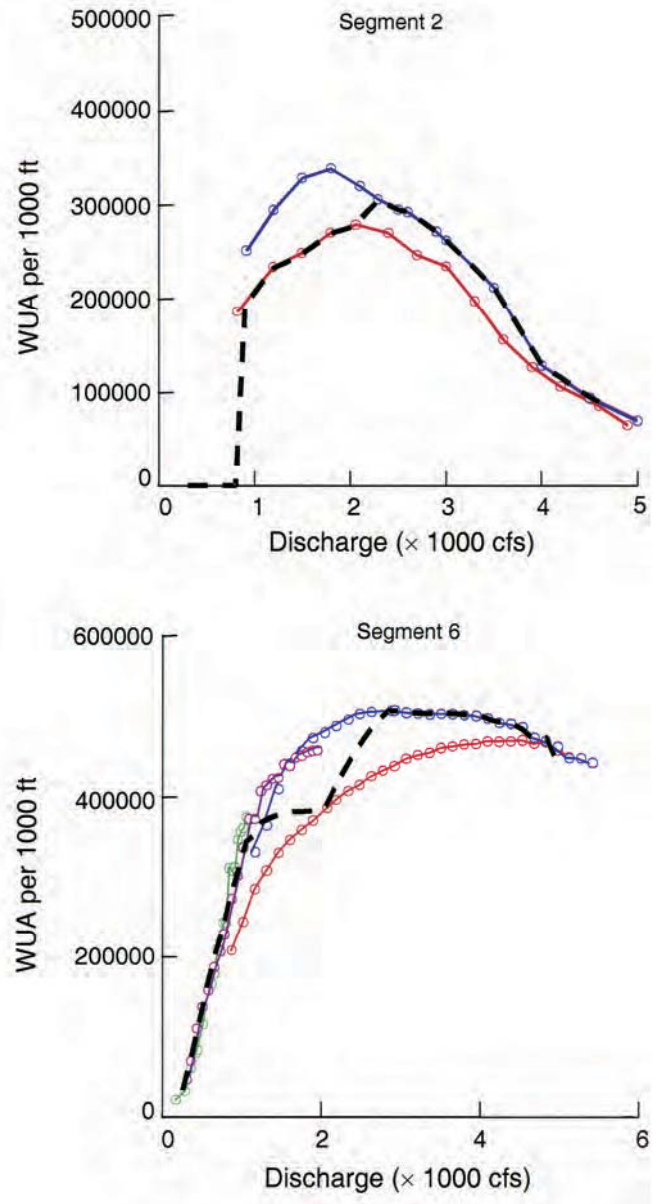 Segment 2
500000
400000
300000
200000
100000
0
WUA per 1000 ft
0 1 2 3 4 5
Discharge (× 1000 cfs)
Segment 6
600000
400000
200000
0
WUA per 1000 ft
0 2 4 6
Discharge (× 1000 cfs)